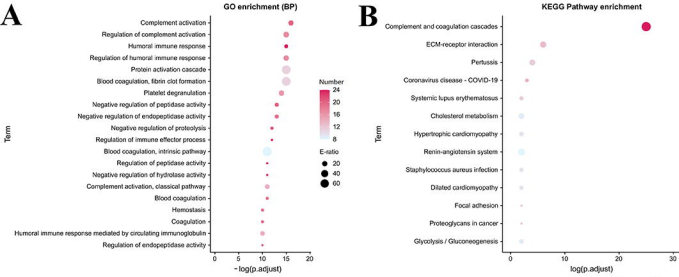 A
GO enrichment (BP)
Term
Complement activation
Regulation of complement activation
Humoral immune response
Regulation of humoral immune response
Protein activation cascade
Blood coagulation, fibrin clot formation
Platelet degranulation
Negative regulation of peptidase activity
Negative regulation of endopeptidase activity
Negative regulation of proteolysis
Regulation of immune effector process
Blood coagulation, intrinsic pathway
Regulation of peptidase activity
Negative regulation of hydrolase activity
Complement activation, classical pathway
Blood coagulation
Hemostasis
Coagulation
Humoral immune response mediated by circulating immunoglobulin
Regulation of endopeptidase activity
0 5 10 15 20
−log(p.adjust)
Number
24
20
16
12
8
E-ratio
20
40
60
B
KEGG Pathway enrichment
Term
Complement and coagulation cascades
ECM-receptor interaction
Pertussis
Coronavirus disease - COVID-19
Systemic lupus erythematosus
Cholesterol metabolism
Hypertrophic cardiomyopathy
Renin-angiotensin system
Staphylococcus aureus infection
Dilated cardiomyopathy
Focal adhesion
Proteoglycans in cancer
Glycolysis / Gluconeogenesis
0 5 10 15 20 25 30
log(p.adjust)